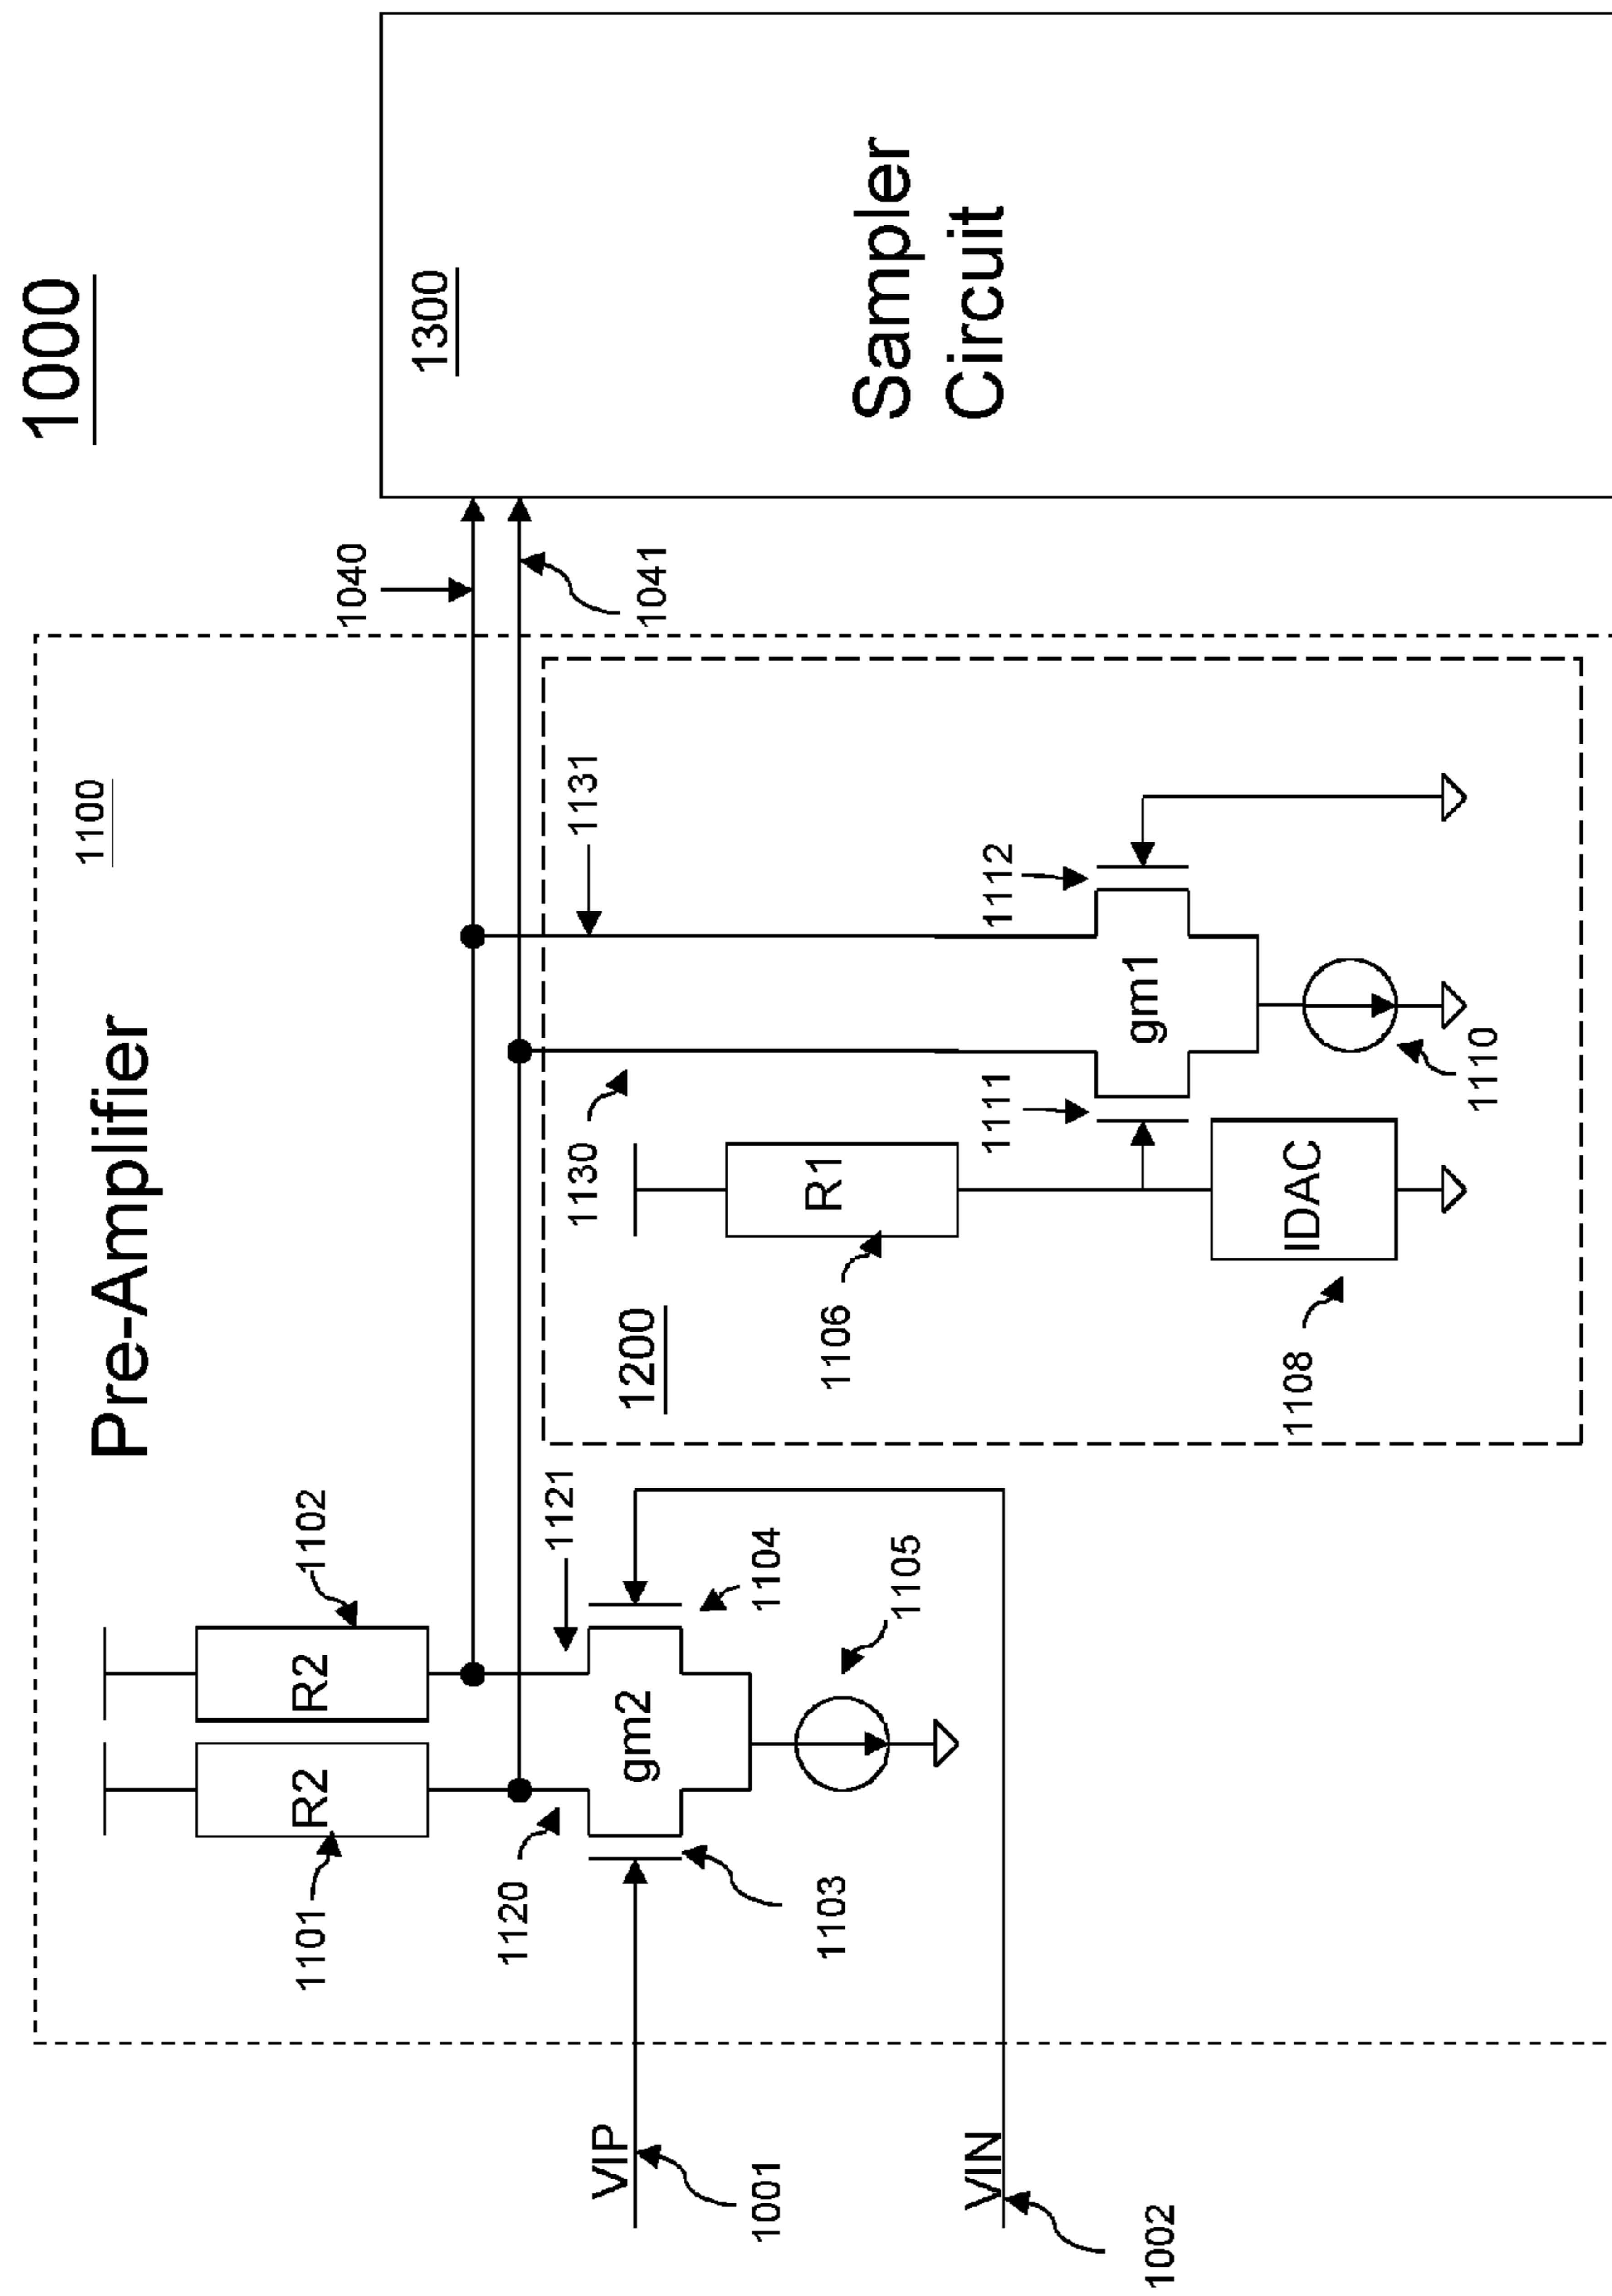 1000
Pre-Amplifier
1100
1300
Sampler
Circuit
1040
1041
R2
R2
1101
1102
1120
1121
gm2
1103
1104
1105
VIP
1001
VIN
1002
1200
1130
1131
R1
1106
1111
1112
gm1
IDAC
1108
1110